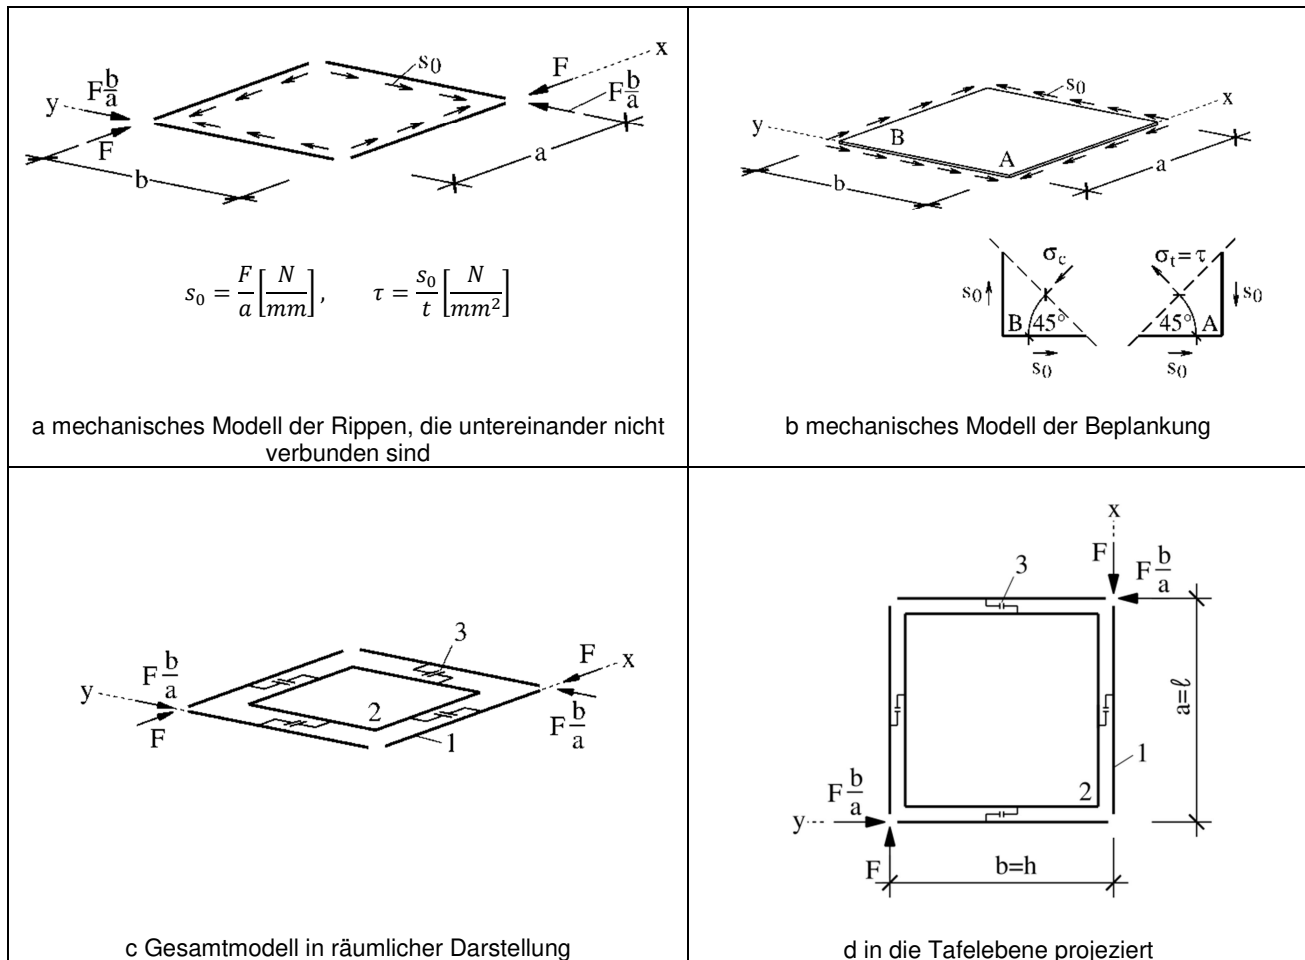 x
s₀
F
F b/a
F b/a
y
F
a
b
s₀ = F/a [N/mm], τ = s₀/t [N/mm²]
a mechanisches Modell der Rippen, die untereinander nicht
verbunden sind
s₀
x
y
B
A
a
b
σc
σt=τ
s₀
s₀
B
45°
45°
A
s₀
s₀
b mechanisches Modell der Beplankung
3
F
x
F b/a
y
2
F b/a
F
1
c Gesamtmodell in räumlicher Darstellung
x
3
F
F b/a
a=ℓ
1
2
F b/a
y
F
b=h
d in die Tafelebene projeziert